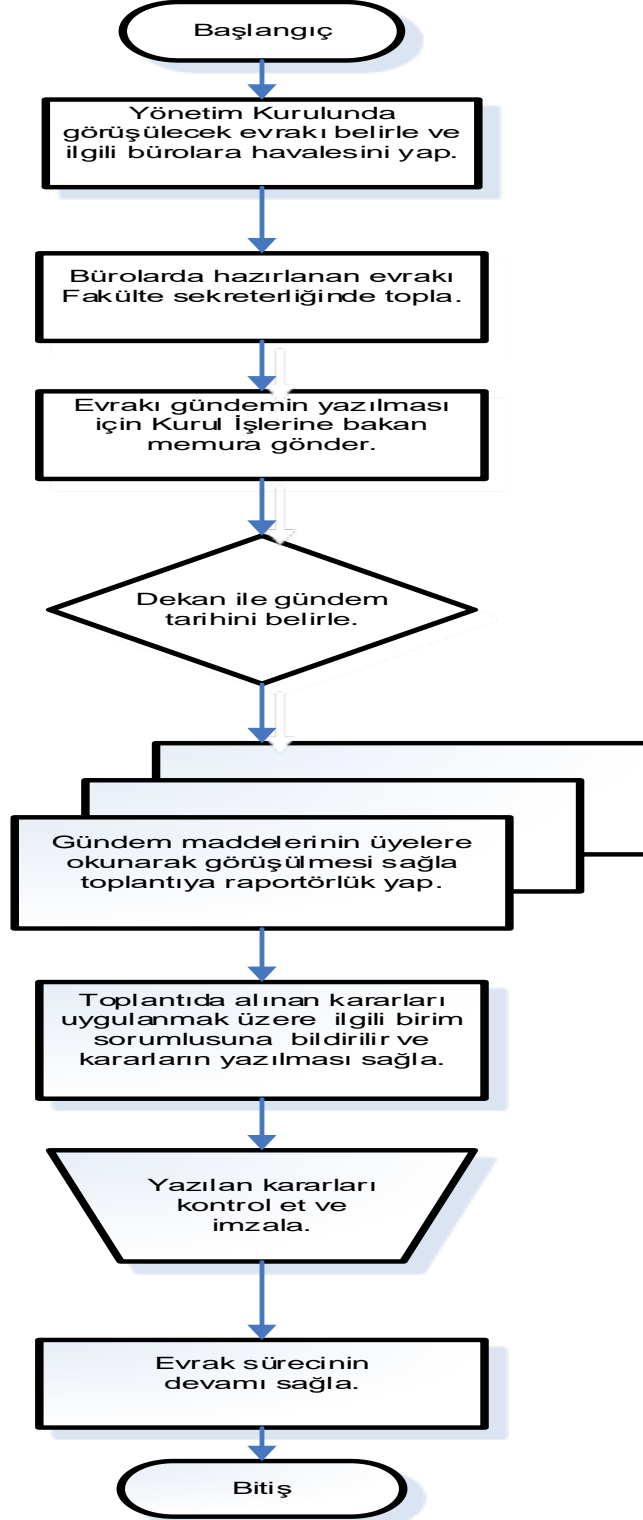 Başlangıç
Yönetim Kurulunda
görüşülecek evrakı belirle ve
ilgili bürolara havalesini yap.
Bürolarda hazırlanan evrakı
Fakülte sekreterliğinde topla.
Evrakı gündemin yazılması
için Kurul İşlerine bakan
memura gönder.
Dekan ile gündem
tarihini belirle.
Gündem maddelerinin üyelere
okunarak görüşülmesi sağla
toplantıya raportörlük yap.
Toplantıda alınan kararları
uygulanmak üzere ilgili birim
sorumlusuna bildirilir ve
kararların yazılması sağla.
Yazılan kararları
kontrol et ve
imzala.
Evrak sürecinin
devamı sağla.
Bitiş